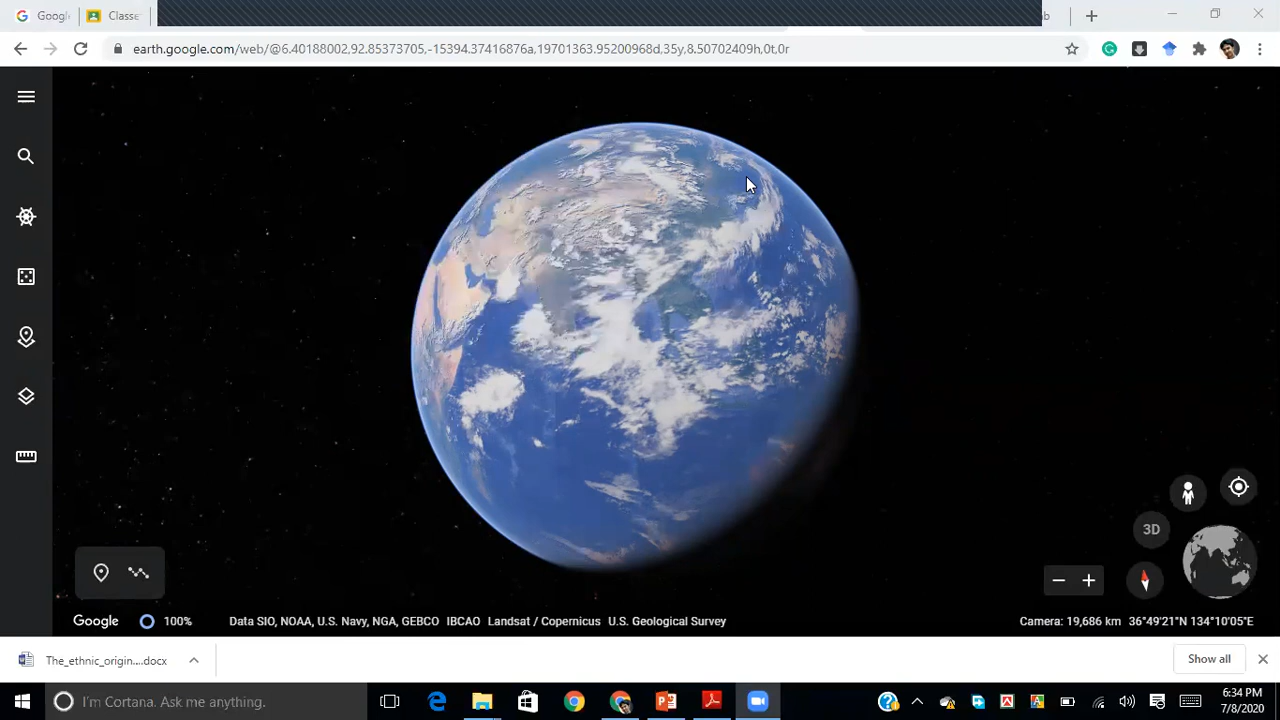 Googl
Classe
b
earth.google.com/web/@6.40188002,92.85373705,-15394.37416876a,19701363.95200968d,35y,8.50702409h,0t,0r
3D
Google
100%
Data SIO, NOAA, U.S. Navy, NGA, GEBCO IBCAO Landsat / Copernicus U.S. Geological Survey
Camera: 19,686 km 36°49'21"N 134°10'05"E
The_ethnic_origin....docx
Show all
I'm Cortana. Ask me anything.
6:34 PM
7/8/2020